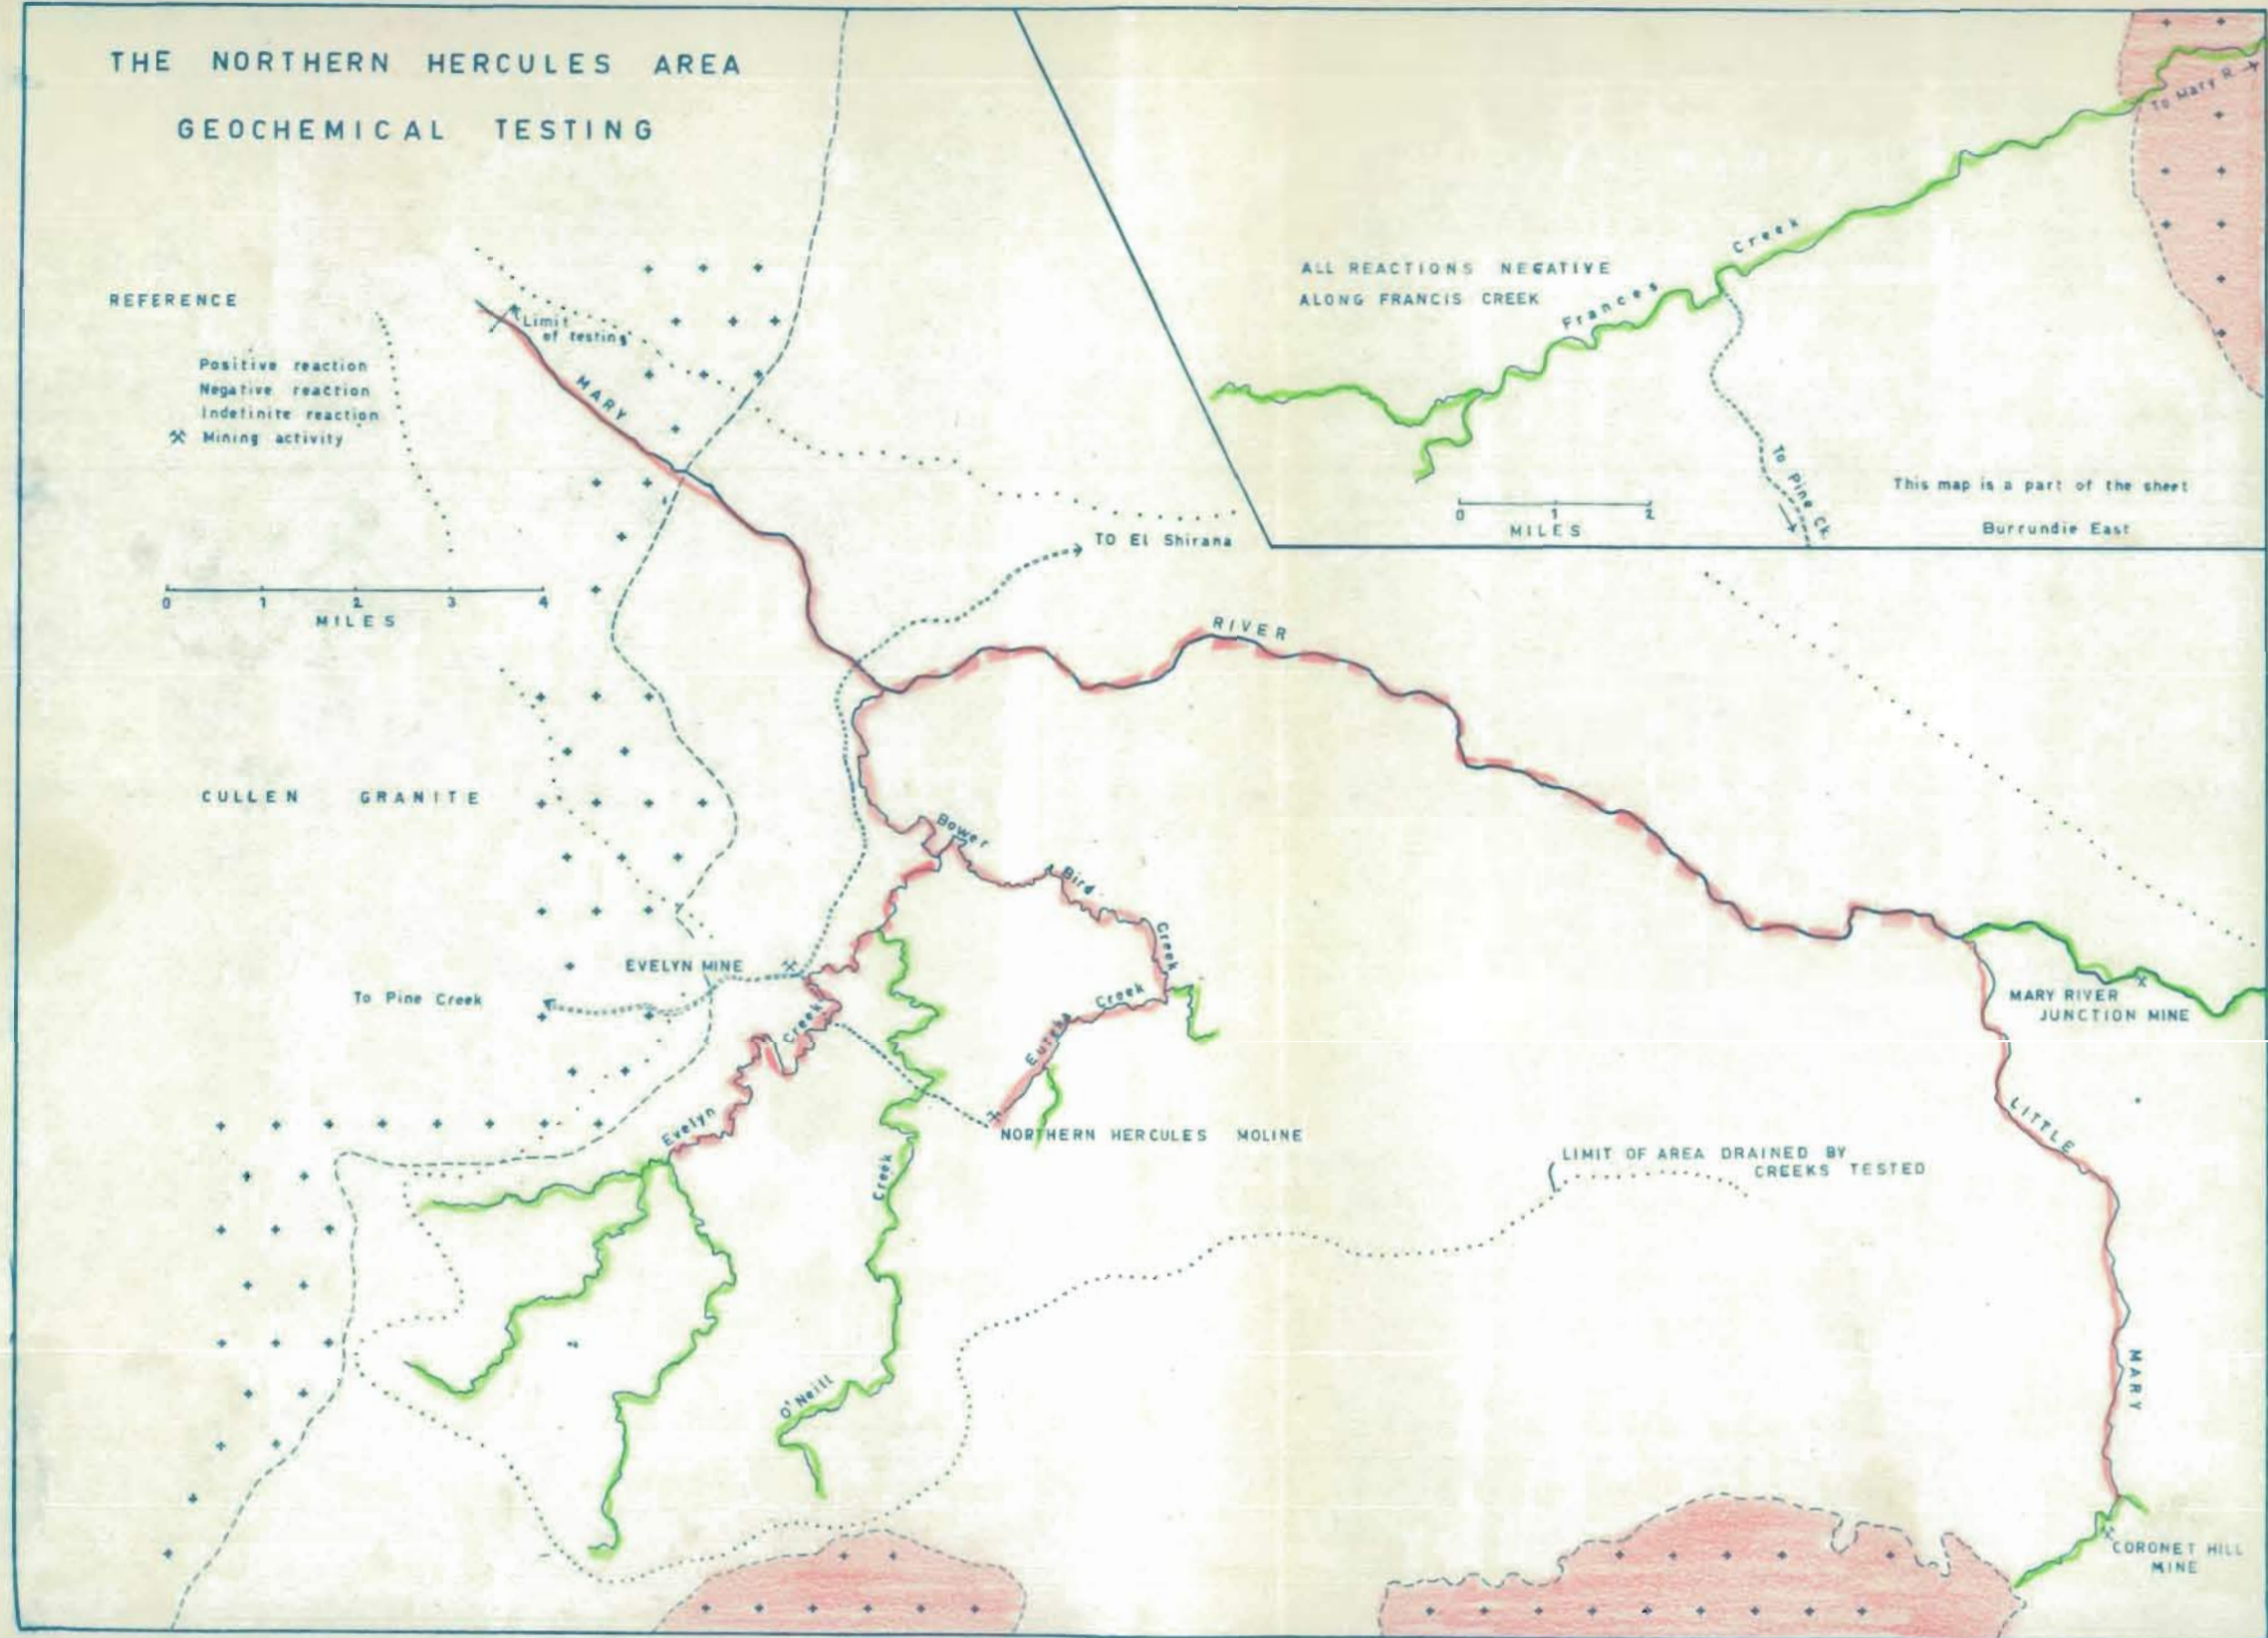 THE NORTHERN HERCULES AREA
GEOCHEMICAL TESTING
REFERENCE
Positive reaction
Negative reaction
Indefinite reaction
Mining activity
0 1 2 3 4
MILES
Limit
of testing
MARY
RIVER
TO El Shirana
ALL REACTIONS NEGATIVE
ALONG FRANCIS CREEK
Frances Creek
To Mary R.
To Pine Ck
0 1 2
MILES
This map is a part of the sheet
Burrundie East
CULLEN GRANITE
Bower Bird Creek
EVELYN MINE
To Pine Creek
Evelyn Creek
Eureka Creek
NORTHERN HERCULES MOLINE
O'Neill Creek
MARY RIVER
JUNCTION MINE
LITTLE MARY
LIMIT OF AREA DRAINED BY
CREEKS TESTED
CORONET HILL
MINE